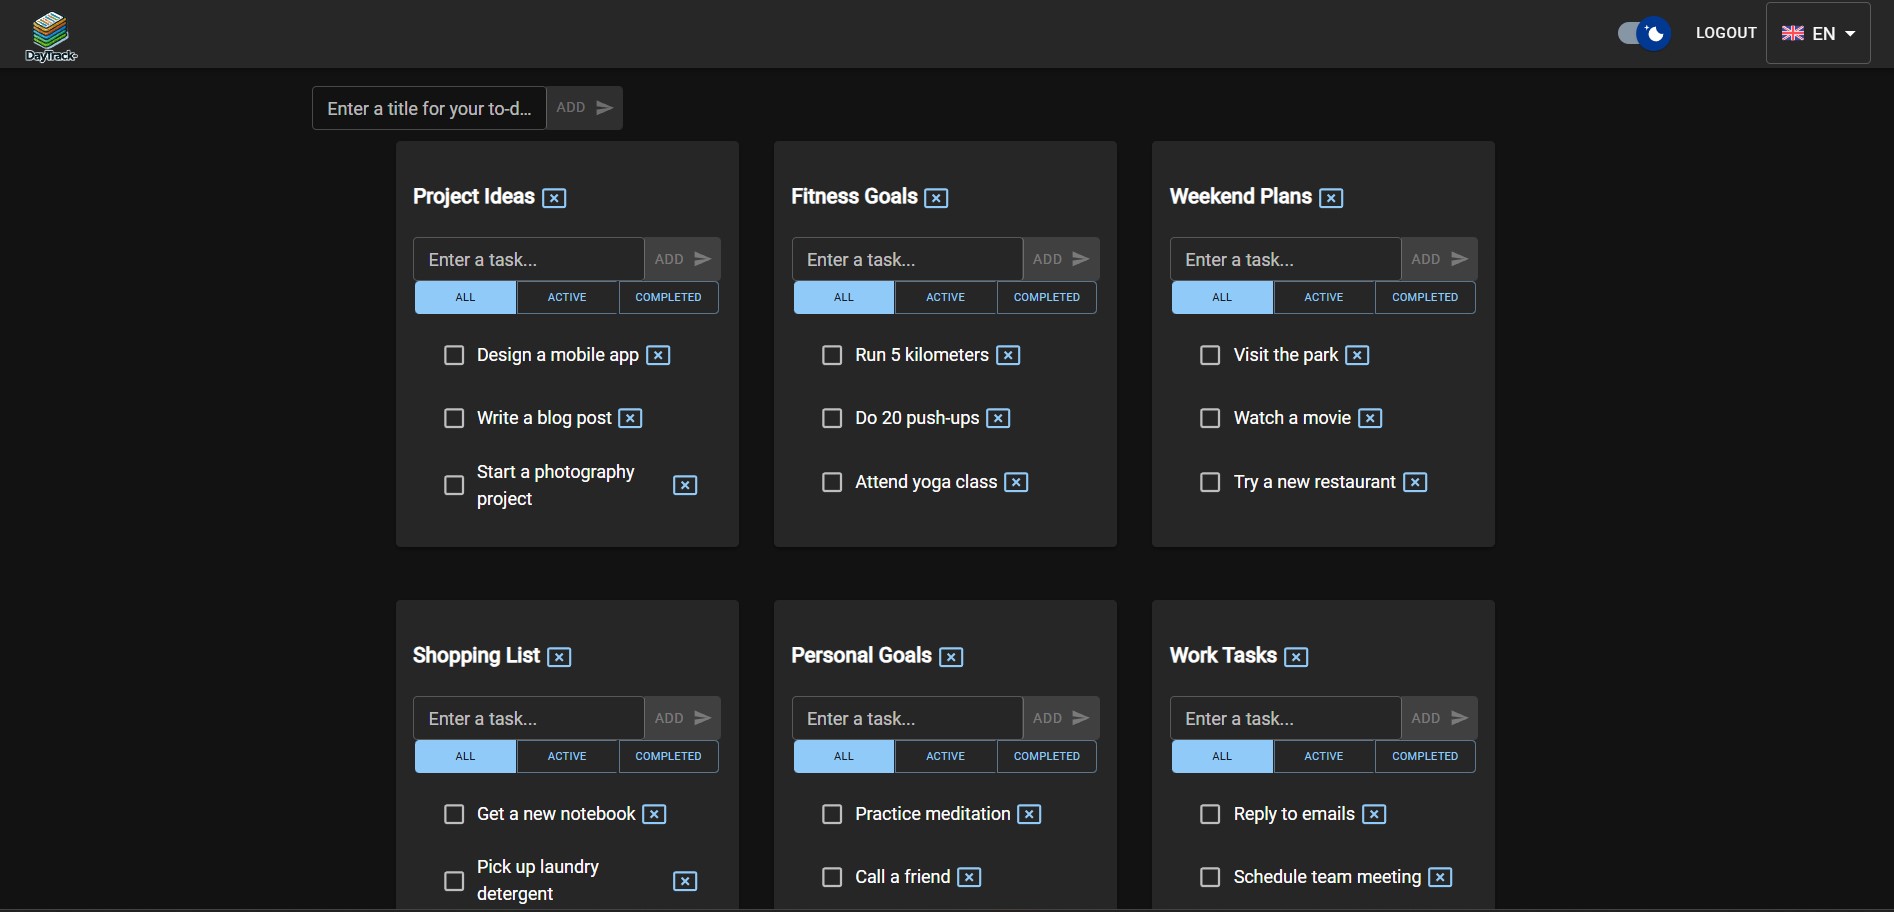 DayTrack
LOGOUT
EN
Enter a title for your to-d...
ADD
Project Ideas
Enter a task...
ADD
ALL
ACTIVE
COMPLETED
Design a mobile app
Write a blog post
Start a photography
project
Fitness Goals
Enter a task...
ADD
ALL
ACTIVE
COMPLETED
Run 5 kilometers
Do 20 push-ups
Attend yoga class
Weekend Plans
Enter a task...
ADD
ALL
ACTIVE
COMPLETED
Visit the park
Watch a movie
Try a new restaurant
Shopping List
Enter a task...
ADD
ALL
ACTIVE
COMPLETED
Get a new notebook
Pick up laundry
detergent
Personal Goals
Enter a task...
ADD
ALL
ACTIVE
COMPLETED
Practice meditation
Call a friend
Work Tasks
Enter a task...
ADD
ALL
ACTIVE
COMPLETED
Reply to emails
Schedule team meeting